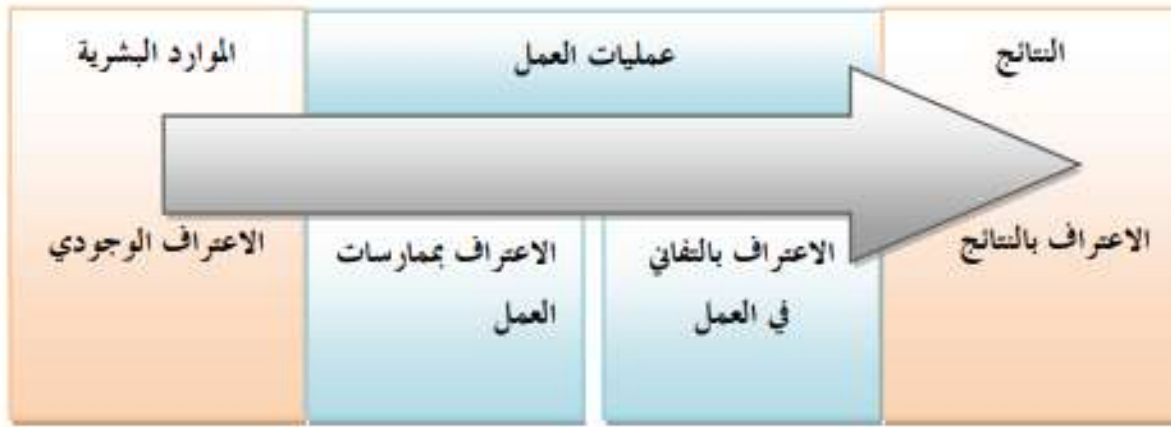 الموارد البشرية
عمليات العمل
النتائج
الاعتراف الوجودي
الاعتراف بممارسات
العمل
الاعتراف بالتفاني
في العمل
الاعتراف بالنتائج